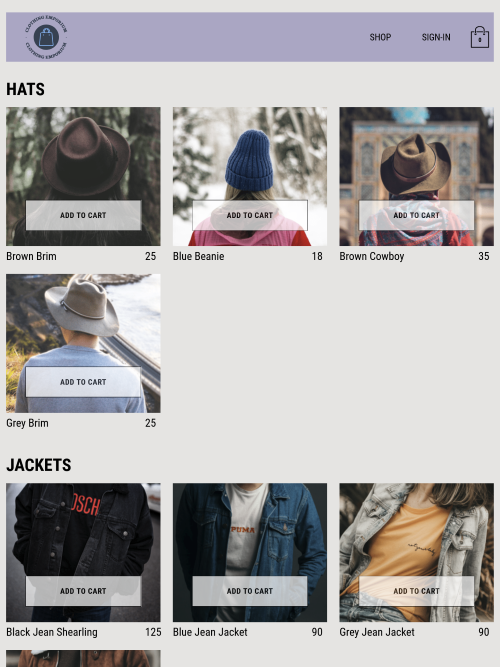 CLOTHING EMPORIUM
CLOTHING EMPORIUM
SHOP SIGN-IN 0
HATS
ADD TO CART ADD TO CART ADD TO CART
Brown Brim 25 Blue Beanie 18 Brown Cowboy 35
ADD TO CART
Grey Brim 25
JACKETS
OSCH
PUMA
ADD TO CART ADD TO CART ADD TO CART
Black Jean Shearling 125 Blue Jean Jacket 90 Grey Jean Jacket 90